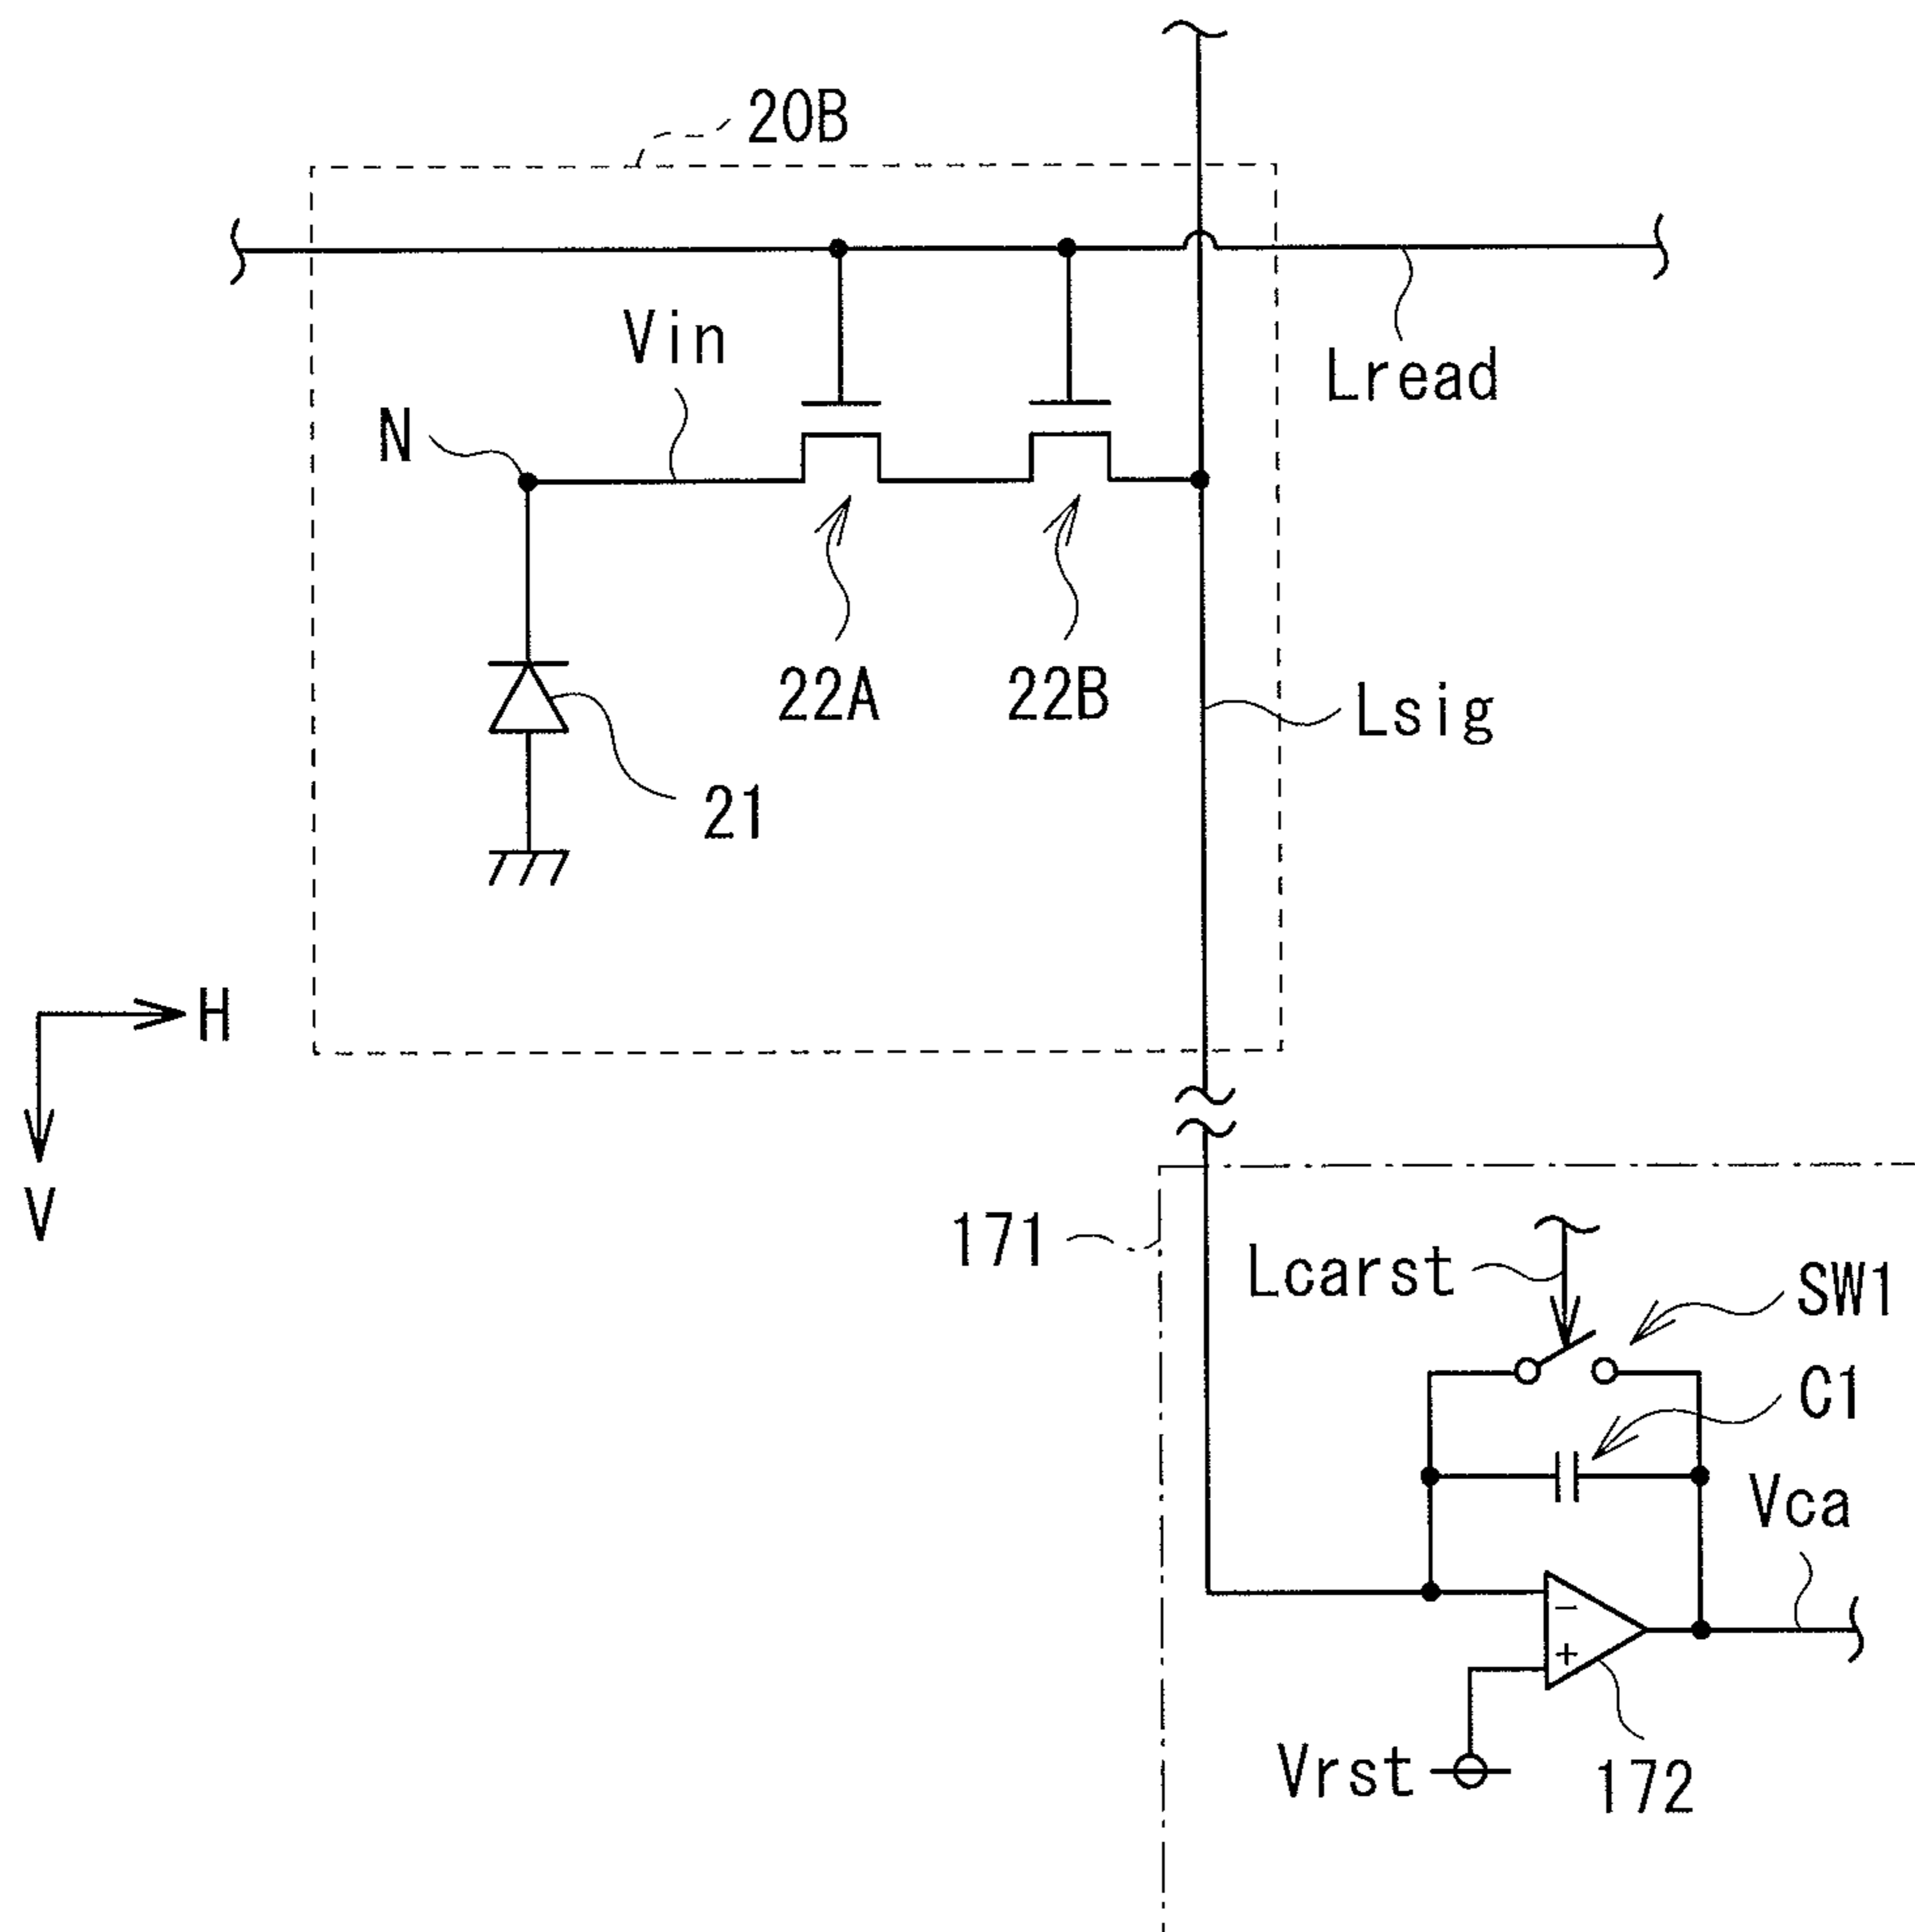 20B
Vin
Lread
N
22A
22B
Lsig
21
H
V
171
Lcarst
SW1
C1
Vca
−
+
Vrst
172